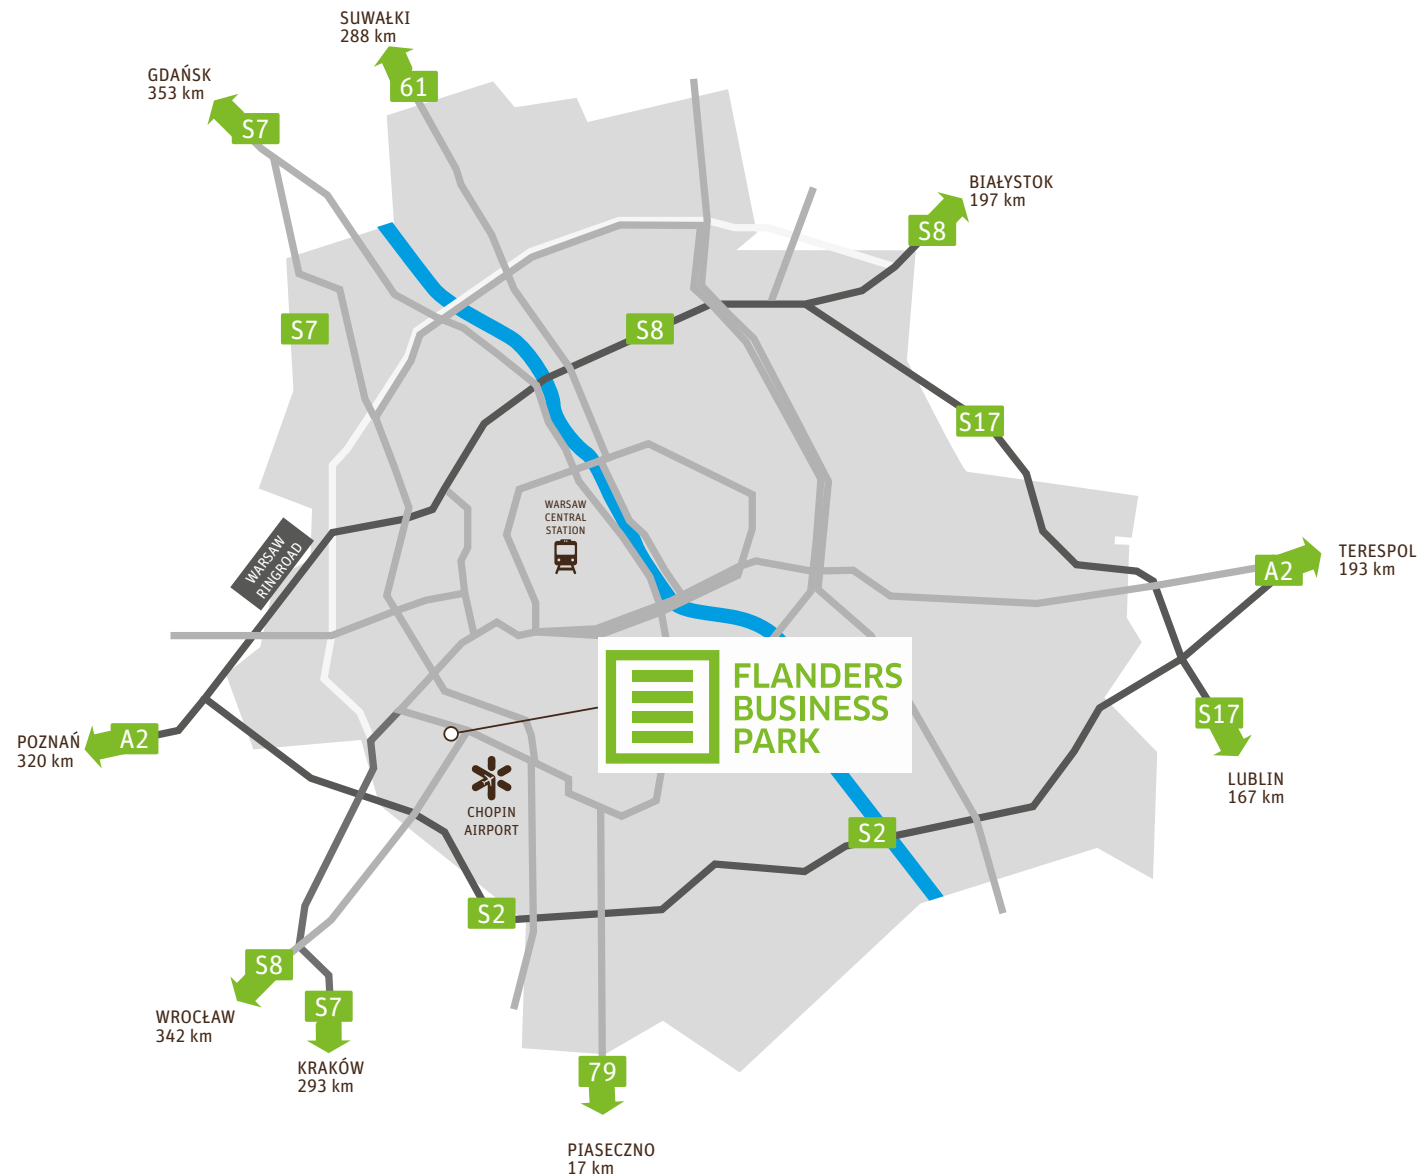 SUWAŁKI
288 km
61
GDAŃSK
353 km
S7
BIAŁYSTOK
197 km
S8
S7
S8
S17
WARSAW
CENTRAL
STATION
WARSAW
RINGROAD
TERESPOL
193 km
A2
FLANDERS
BUSINESS
PARK
S17
LUBLIN
167 km
POZNAŃ
320 km
A2
CHOPIN
AIRPORT
S2
S2
S8
WROCŁAW
342 km
S7
KRAKÓW
293 km
79
PIASECZNO
17 km